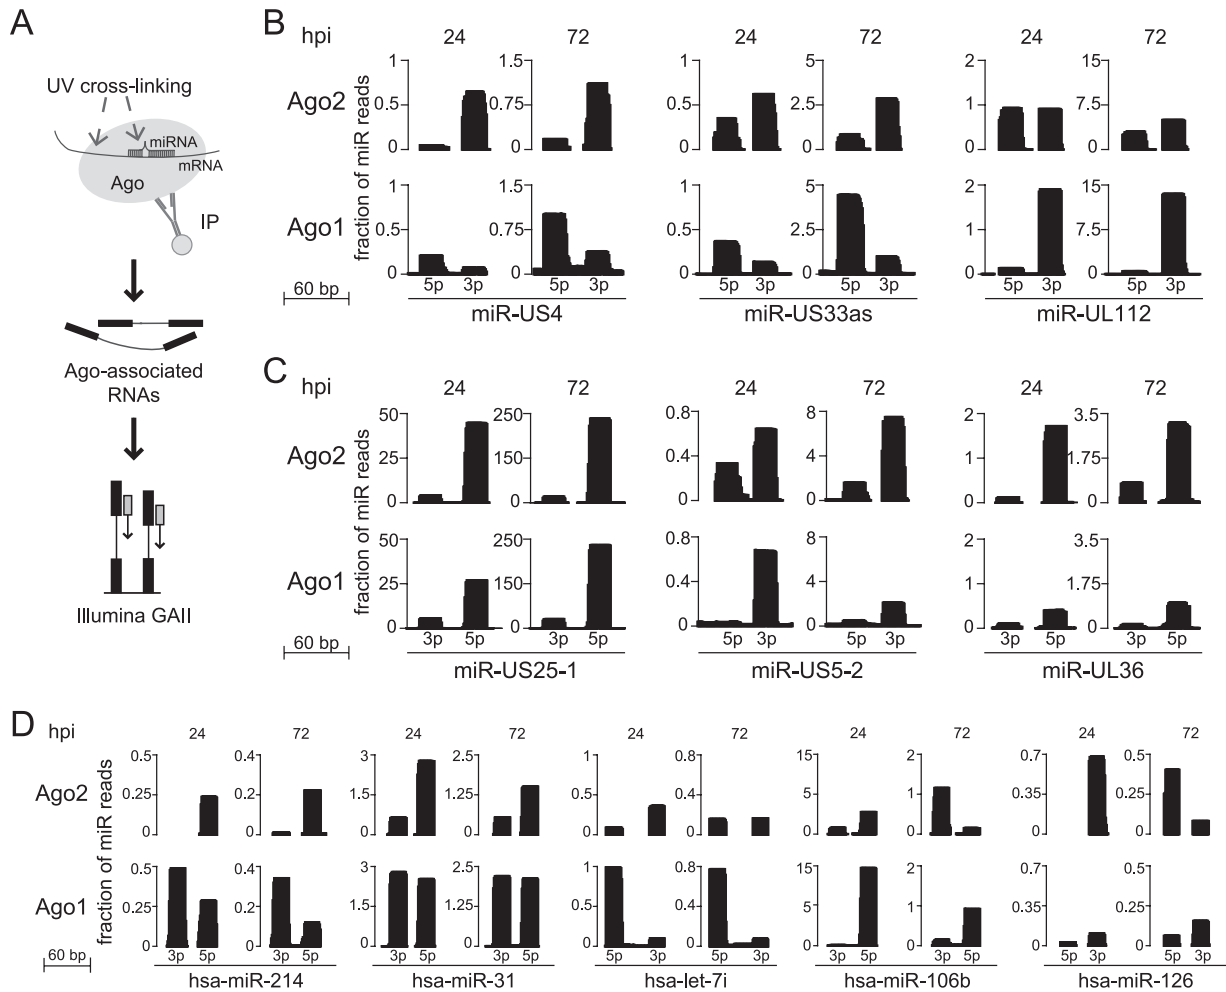 A
UV cross-linking
miRNA
mRNA
Ago
IP
Ago-associated
RNAs
Illumina GAII
B
hpi 24 72 24 72 24 72
fraction of miR reads
Ago2
1 1.5 1 5 2 15
0.5 0.75 0.5 2.5 1 7.5
0 0 0 0 0 0
Ago1
1 1.5 1 5 2 15
0.5 0.75 0.5 2.5 1 7.5
0 0 0 0 0 0
5p 3p 5p 3p 5p 3p 5p 3p 5p 3p 5p 3p
60 bp
miR-US4 miR-US33as miR-UL112
C
hpi 24 72 24 72 24 72
fraction of miR reads
Ago2
50 250 0.8 8 2 3.5
25 150 0.4 4 1 1.75
0 0 0 0 0 0
Ago1
50 250 0.8 8 2 3.5
25 150 0.4 4 1 1.75
0 0 0 0 0 0
3p 5p 3p 5p 5p 3p 5p 3p 3p 5p 3p 5p
60 bp
miR-US25-1 miR-US5-2 miR-UL36
D
hpi 24 72 24 72 24 72 24 72 24 72
fraction of miR reads
Ago2
0.5 0.4 3 2.5 1 0.8 15 2 0.7 0.5
0.25 0.2 1.5 1.25 0.5 0.4 5 1 0.35 0.25
0 0 0 0 0 0 0 0 0 0
Ago1
0.5 0.4 3 2.5 1 0.8 15 2 0.7 0.5
0.25 0.2 1.5 1.25 0.5 0.4 5 1 0.35 0.25
0 0 0 0 0 0 0 0 0 0
3p 5p 3p 5p 3p 5p 3p 5p 5p 3p 5p 3p 3p 5p 3p 5p 5p 3p 5p 3p
60 bp
hsa-miR-214 hsa-miR-31 hsa-let-7i hsa-miR-106b hsa-miR-126